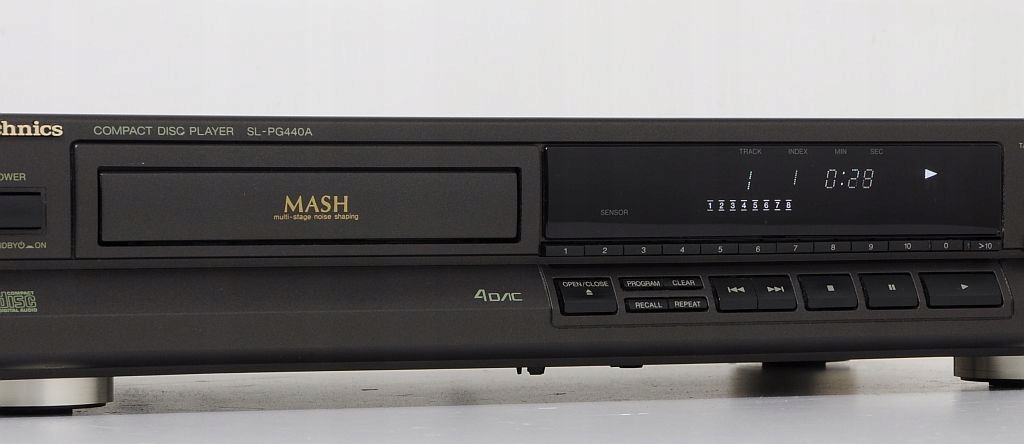 chnics
COMPACT DISC PLAYER SL-PG440A
OWER
NDBY⏻ ON
MASH
multi-stage noise shaping
TRACK INDEX MIN SEC
1 1 0:28
1 2 3 4 5 6 7 8
SENSOR
1 2 3 4 5 6 7 8 9 10 0 >10
COMPACT
disc
DIGITAL AUDIO
4DAC
OPEN/CLOSE
PROGRAM CLEAR
RECALL REPEAT